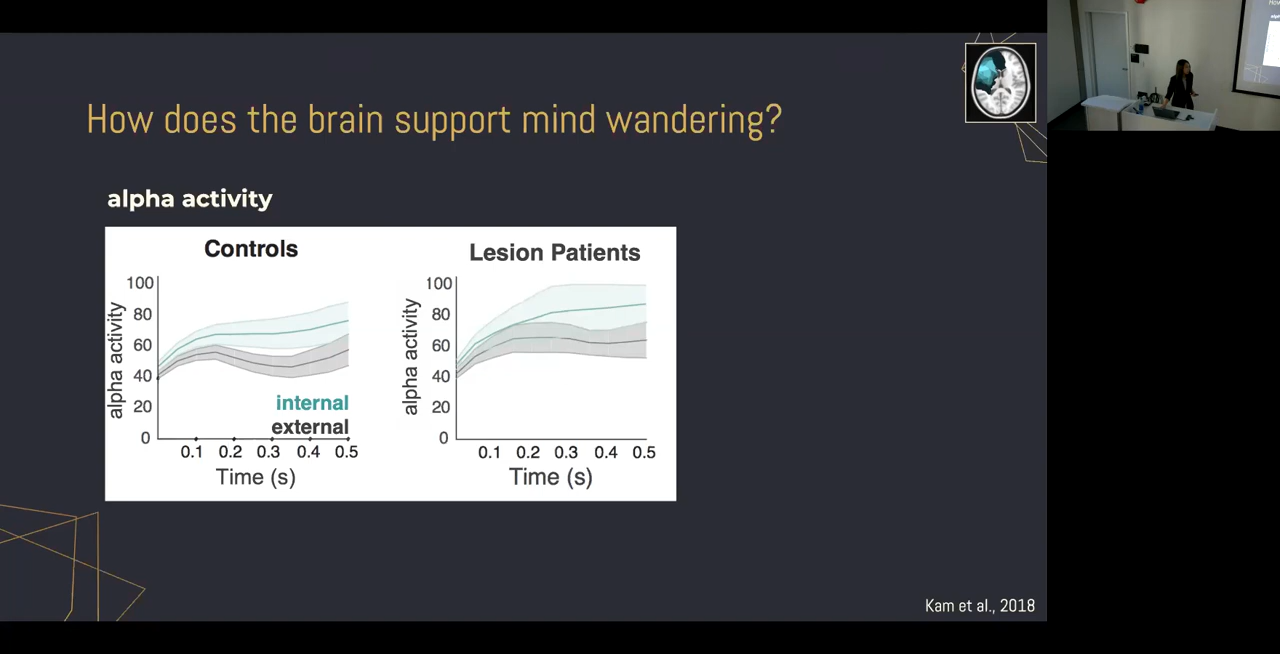 How does the brain support mind wandering?
alpha activity
Controls
100
80
60
40
20
0
alpha activity
internal
external
0.1 0.2 0.3 0.4 0.5
Time (s)
Lesion Patients
100
80
60
40
20
0
alpha activity
0.1 0.2 0.3 0.4 0.5
Time (s)
Kam et al., 2018